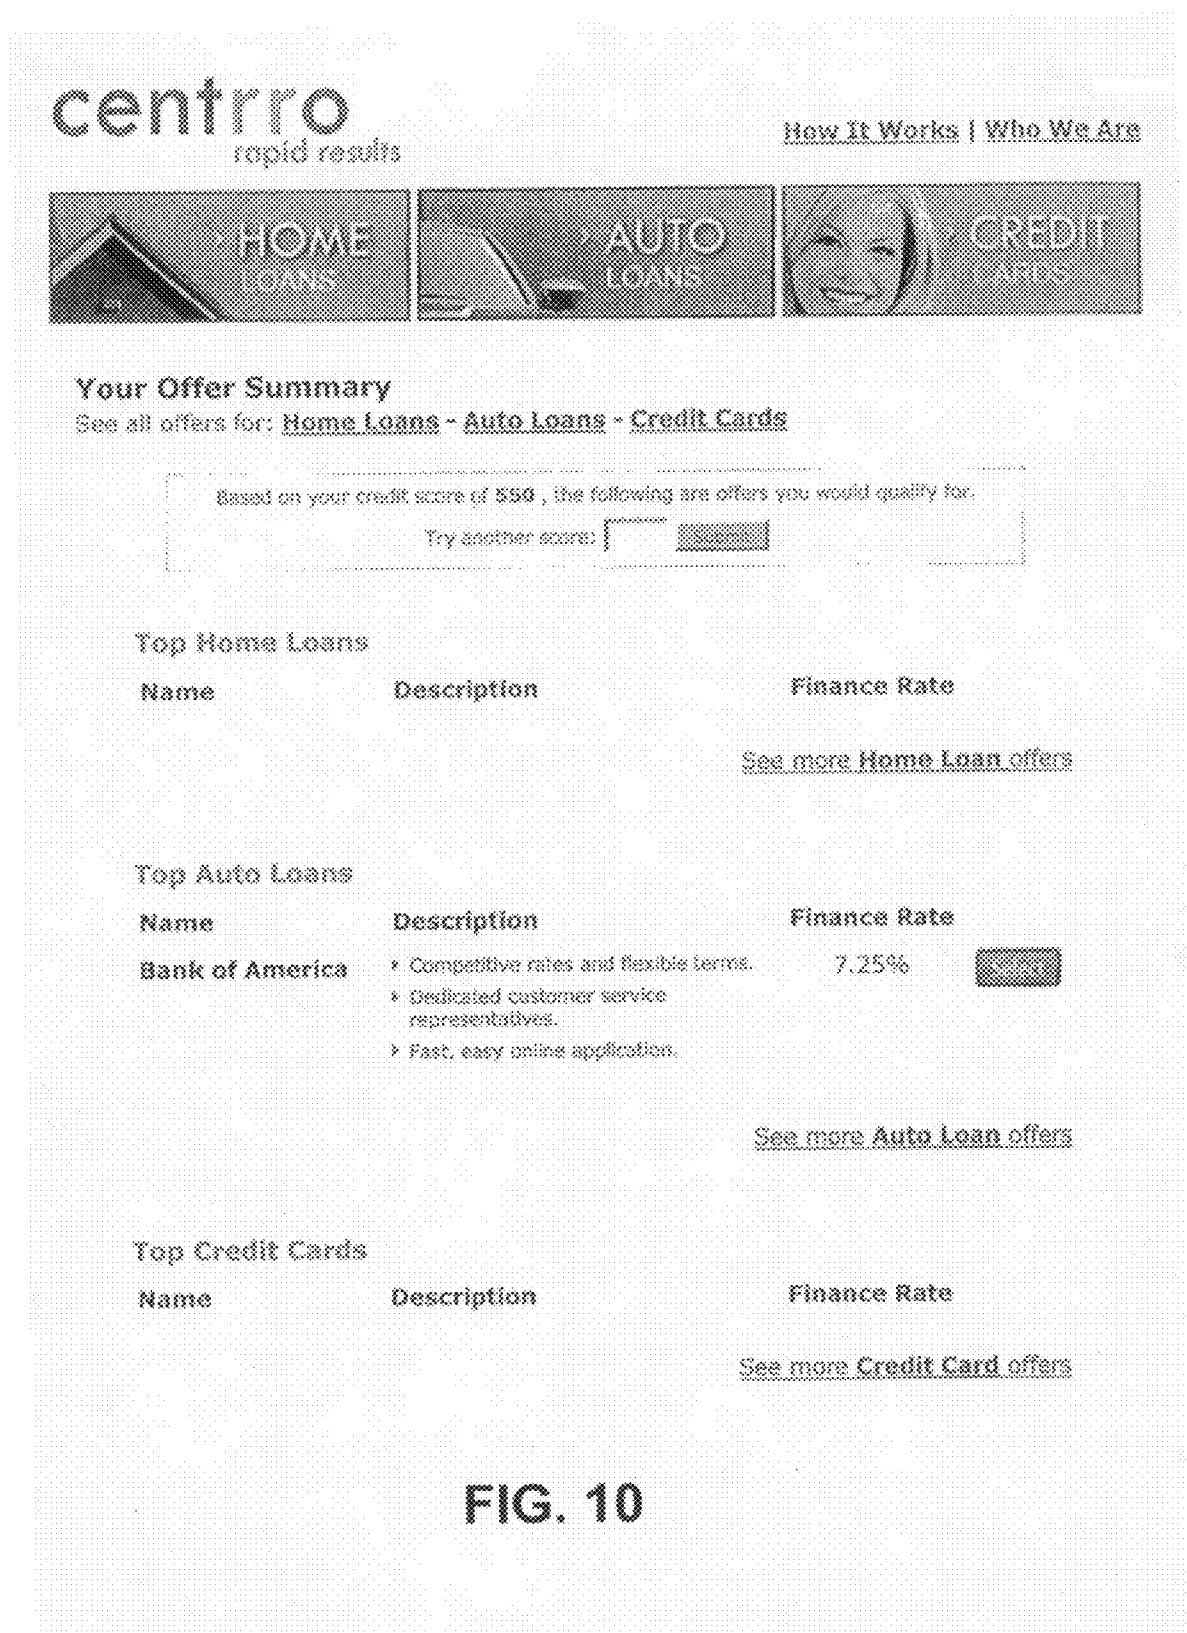 centrro
rapid results
How It Works | Who We Are
HOME
LOANS
AUTO
LOANS
CREDIT
CARDS
Your Offer Summary
See all offers for: Home Loans - Auto Loans - Credit Cards
Based on your credit score of 550 , the following are offers you would qualify for.
Try another score:
Top Home Loans
Name Description Finance Rate
See more Home Loan offers
Top Auto Loans
Name Description Finance Rate
Bank of America Competitive rates and flexible terms. 7.25%
Dedicated customer service
representatives.
Fast, easy online application.
See more Auto Loan offers
Top Credit Cards
Name Description Finance Rate
See more Credit Card offers
FIG. 10